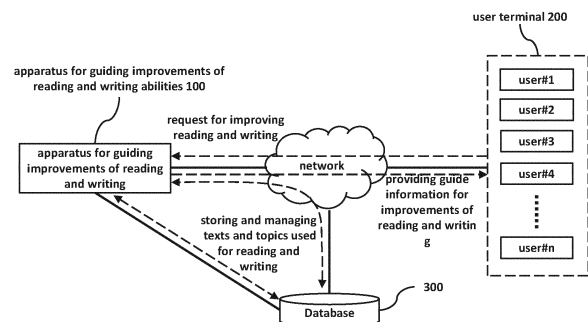 user terminal 200
apparatus for guiding improvements of
reading and writing abilities 100
user#1
user#2
user#3
user#4
user#n
request for improving
reading and writing
apparatus for guiding
improvements of reading
and writing
network
providing guide
information for
improvements of
reading and writin
g
storing and managing
texts and topics used
for reading and
writing
300
Database